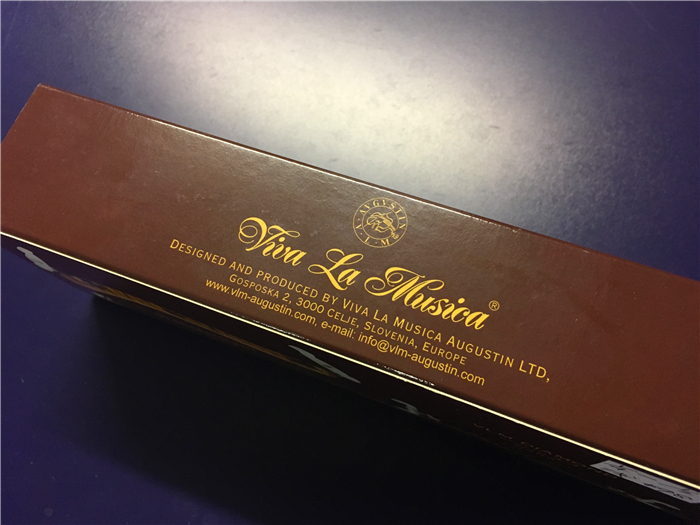 AVGVSTIN
V · L · M
Viva La Musica®
DESIGNED AND PRODUCED BY VIVA LA MUSICA AUGUSTIN LTD,
GOSPOSKA 2, 3000 CELJE, SLOVENIA, EUROPE
www.vlm-augustin.com, e-mail: info@vlm-augustin.com